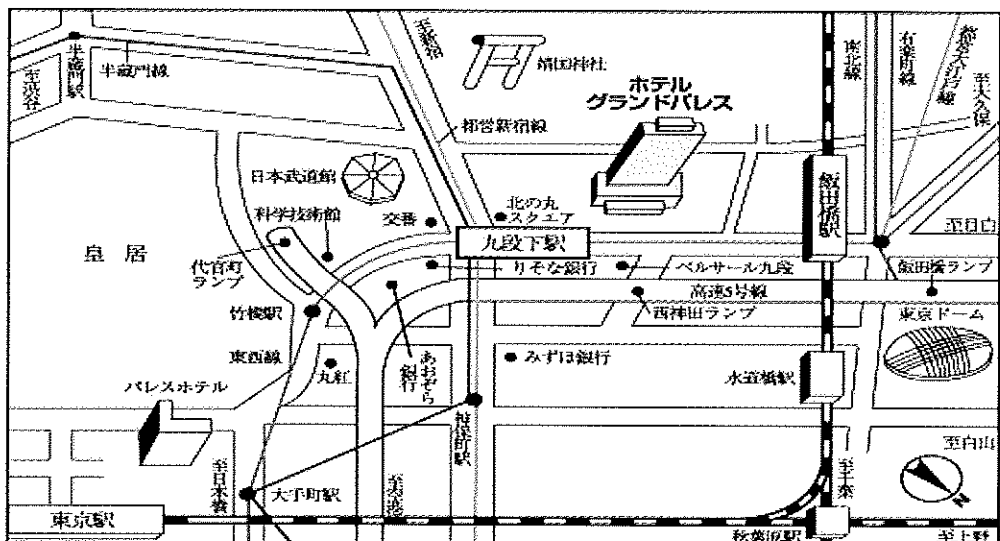 至新宿
靖国神社
ホテル
グランドパレス
南北線
有楽町線
都営大江戸線
至大久保
半蔵門駅
半蔵門線
至渋谷
都営新宿線
日本武道館
科学技術館
交番
北の丸
スクエア
九段下駅
飯田橋駅
至目白
皇居
代官町
ランプ
りそな銀行
ベルサール九段
飯田橋ランプ
竹橋駅
高速5号線
西神田ランプ
東京ドーム
東西線
丸紅
あおぞら
銀行
みずほ銀行
水道橋駅
パレスホテル
神保町駅
至白山
至日本橋
大手町駅
至千葉
N
東京駅
秋葉原駅
至上野